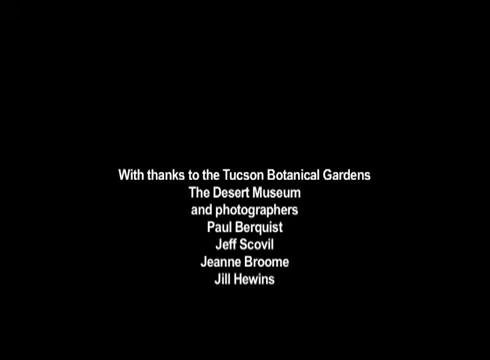 With thanks to the Tucson Botanical Gardens
The Desert Museum
and photographers
Paul Berquist
Jeff Scovil
Jeanne Broome
Jill Hewins